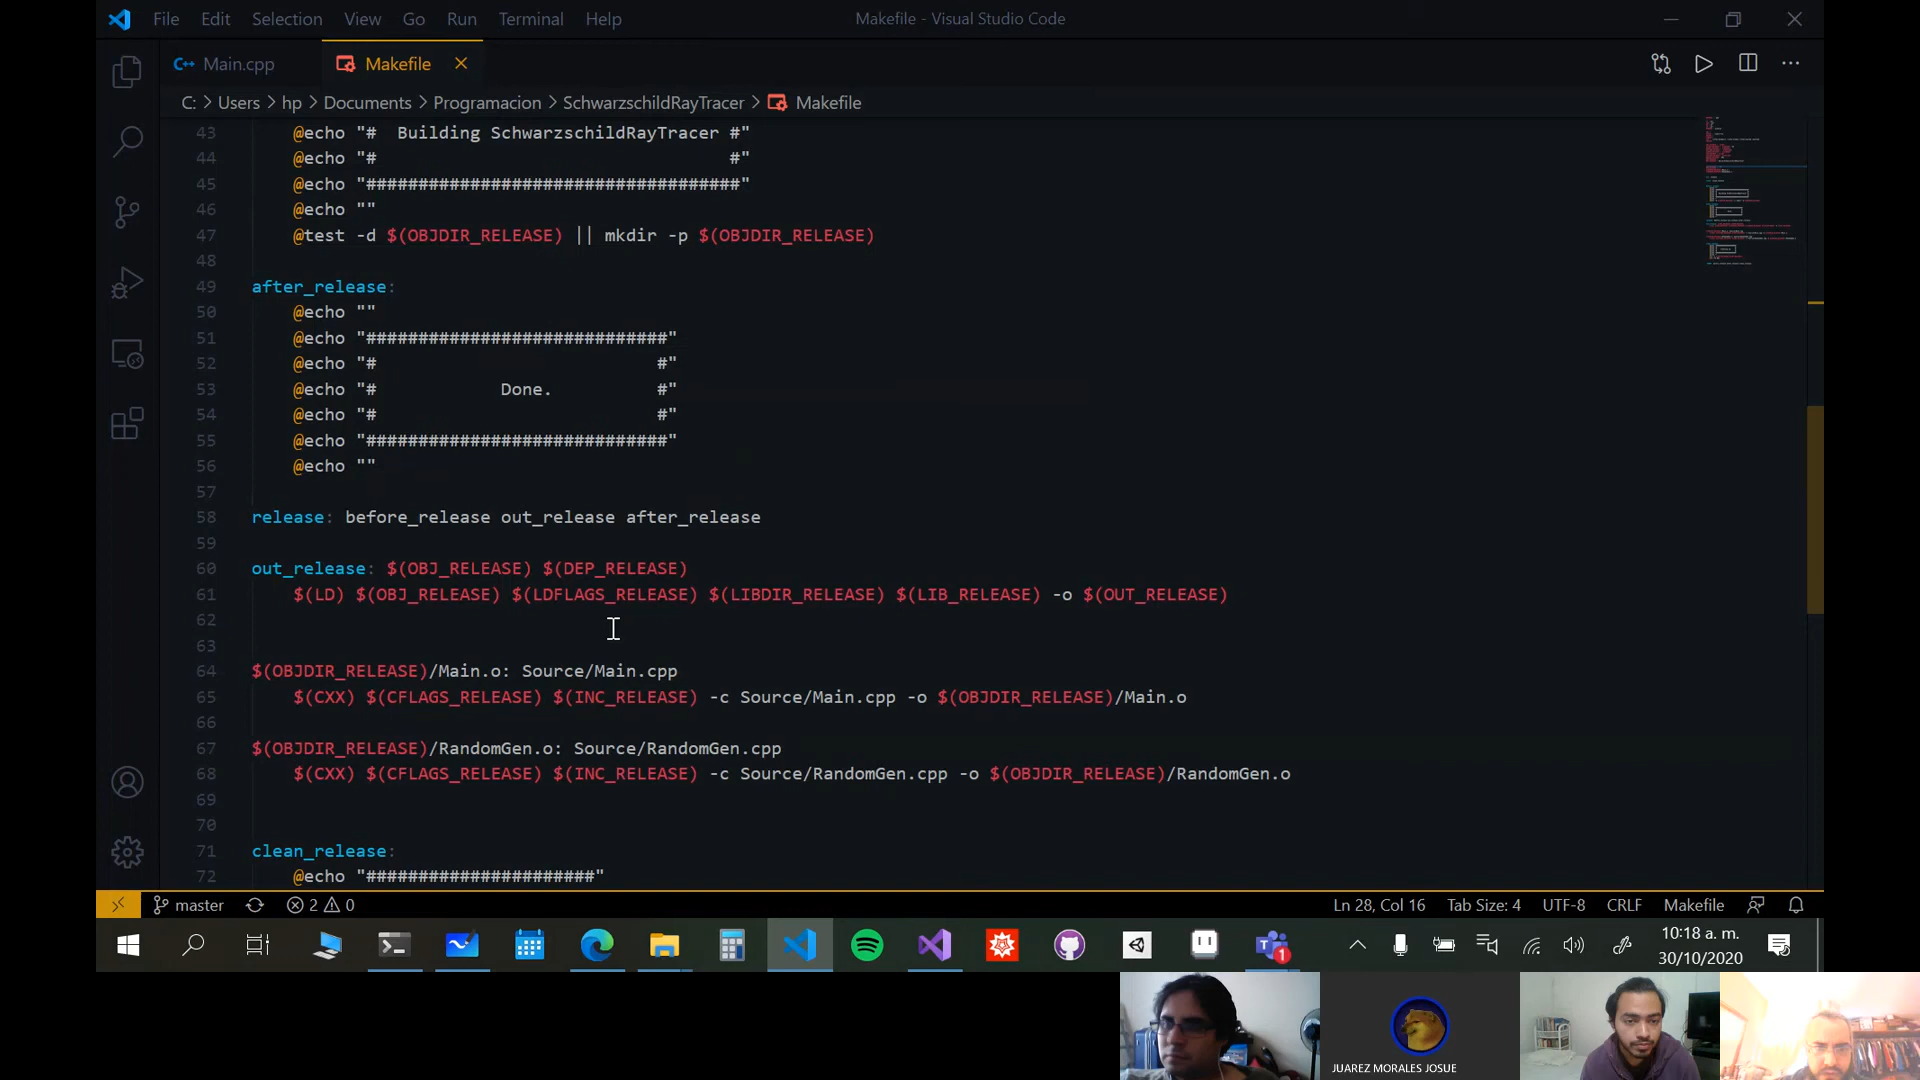 File Edit Selection View Go Run Terminal Help Makefile - Visual Studio Code
Main.cpp Makefile
C: > Users > hp > Documents > Programacion > SchwarzschildRayTracer > Makefile
43 @echo "#  Building SchwarzschildRayTracer #"
44 @echo "#                                  #"
45 @echo "####################################"
46 @echo ""
47 @test -d $(OBJDIR_RELEASE) || mkdir -p $(OBJDIR_RELEASE)
48
49 after_release:
50 @echo ""
51 @echo "#############################"
52 @echo "#                           #"
53 @echo "#            Done.          #"
54 @echo "#                           #"
55 @echo "#############################"
56 @echo ""
57
58 release: before_release out_release after_release
59
60 out_release: $(OBJ_RELEASE) $(DEP_RELEASE)
61 $(LD) $(OBJ_RELEASE) $(LDFLAGS_RELEASE) $(LIBDIR_RELEASE) $(LIB_RELEASE) -o $(OUT_RELEASE)
62
63
64 $(OBJDIR_RELEASE)/Main.o: Source/Main.cpp
65 $(CXX) $(CFLAGS_RELEASE) $(INC_RELEASE) -c Source/Main.cpp -o $(OBJDIR_RELEASE)/Main.o
66
67 $(OBJDIR_RELEASE)/RandomGen.o: Source/RandomGen.cpp
68 $(CXX) $(CFLAGS_RELEASE) $(INC_RELEASE) -c Source/RandomGen.cpp -o $(OBJDIR_RELEASE)/RandomGen.o
69
70
71 clean_release:
72 @echo "######################"
master 2 0 Ln 28, Col 16 Tab Size: 4 UTF-8 CRLF Makefile
10:18 a. m.
30/10/2020
1
JUAREZ MORALES JOSUE